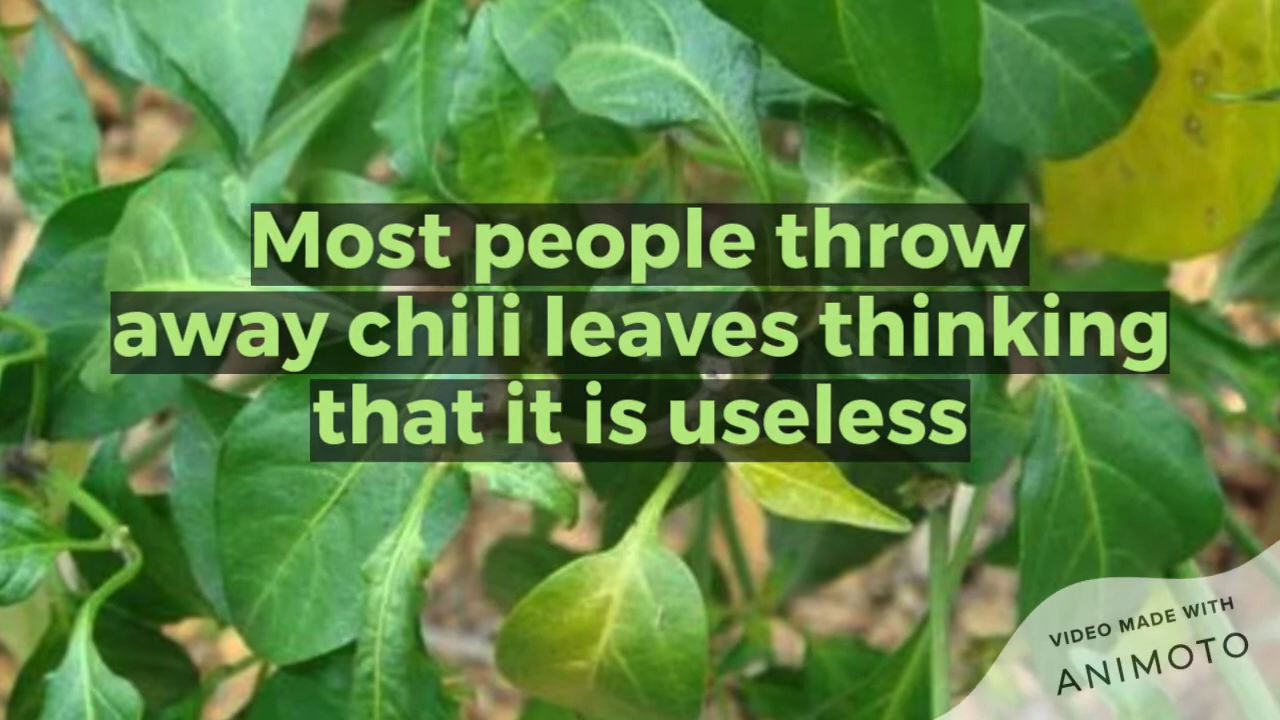 Most people throw
away chili leaves thinking
that it is useless
VIDEO MADE WITH
ANIMOTO